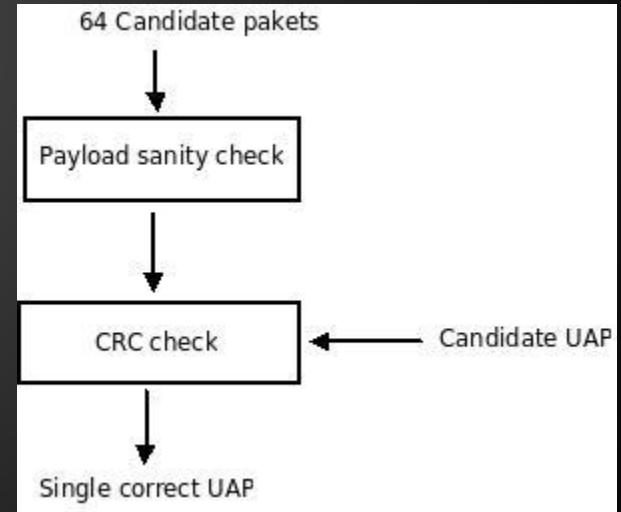 64 Candidate pakets
Payload sanity check
CRC check
Candidate UAP
Single correct UAP